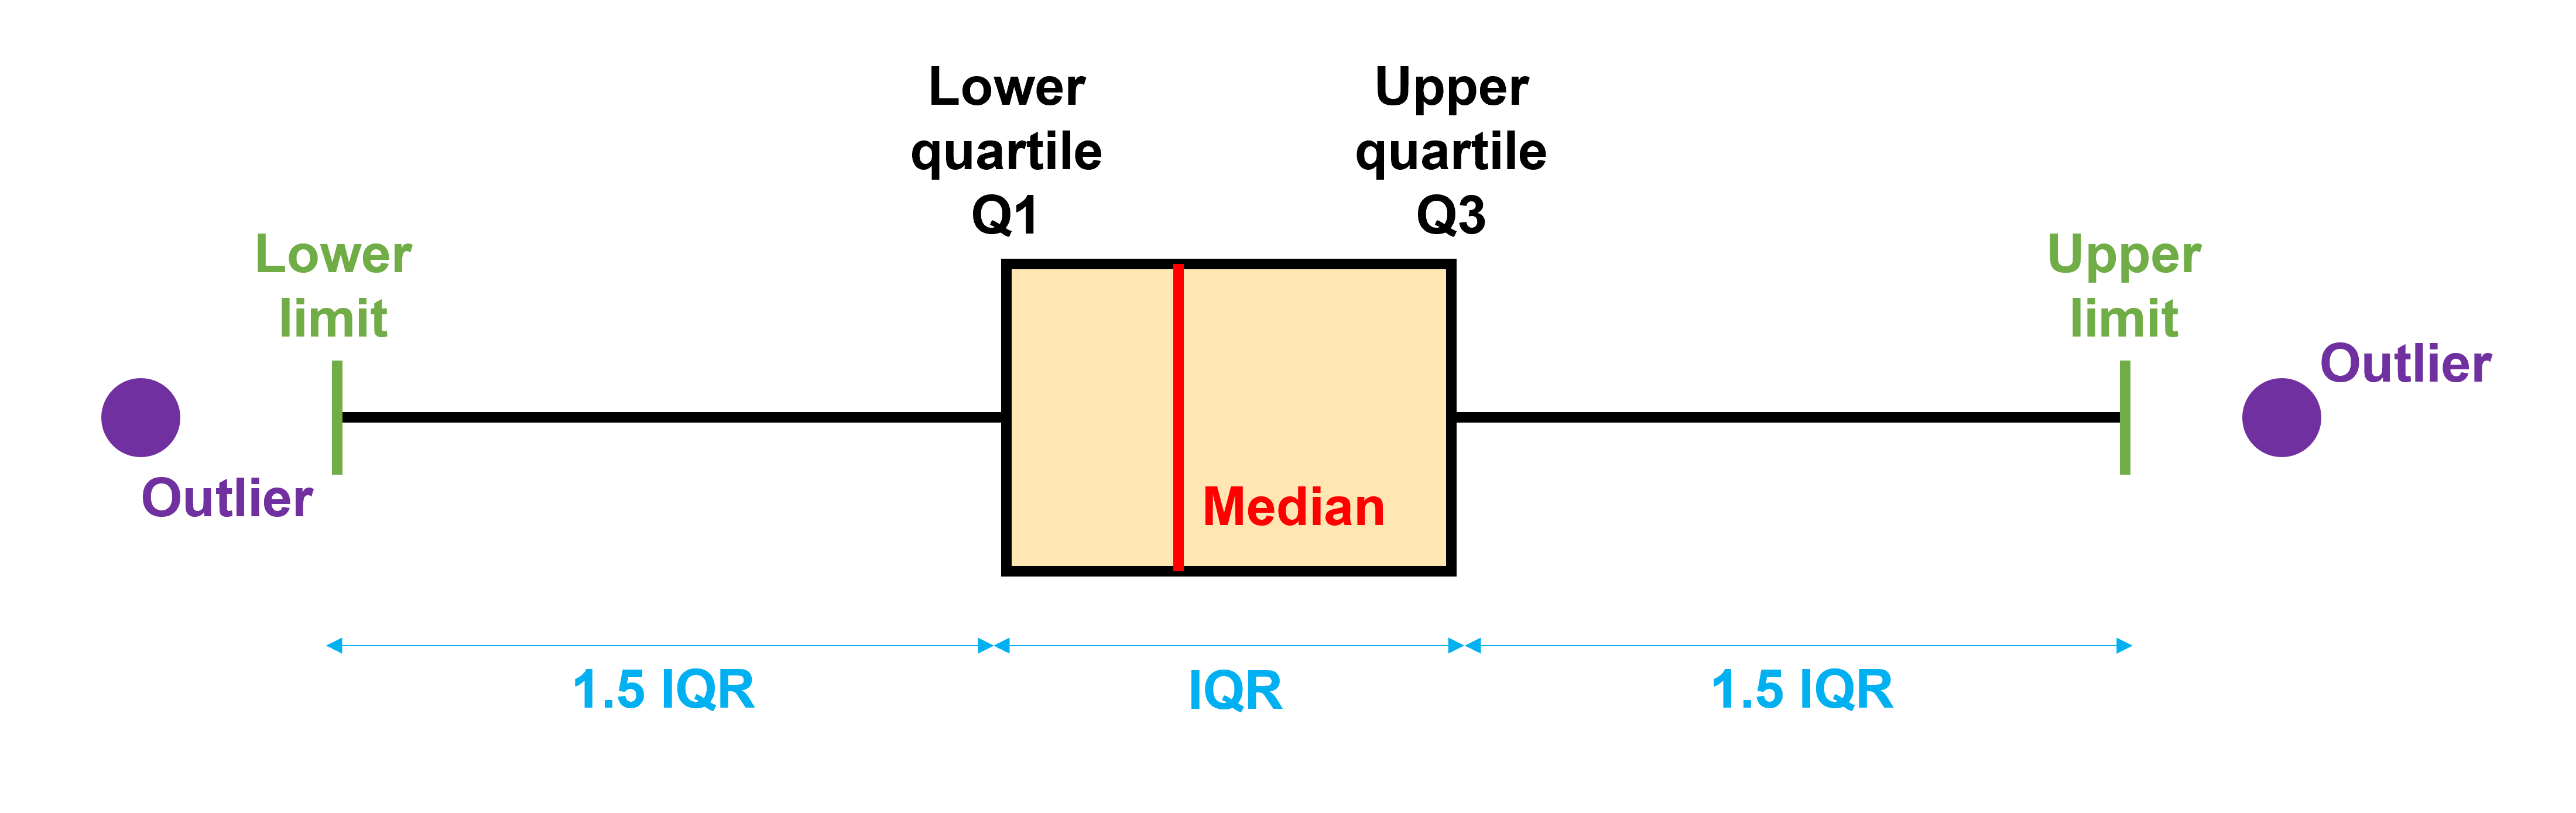 Lower
quartile
Q1
Upper
quartile
Q3
Lower
limit
Upper
limit
Outlier
Outlier
Median
1.5 IQR
IQR
1.5 IQR